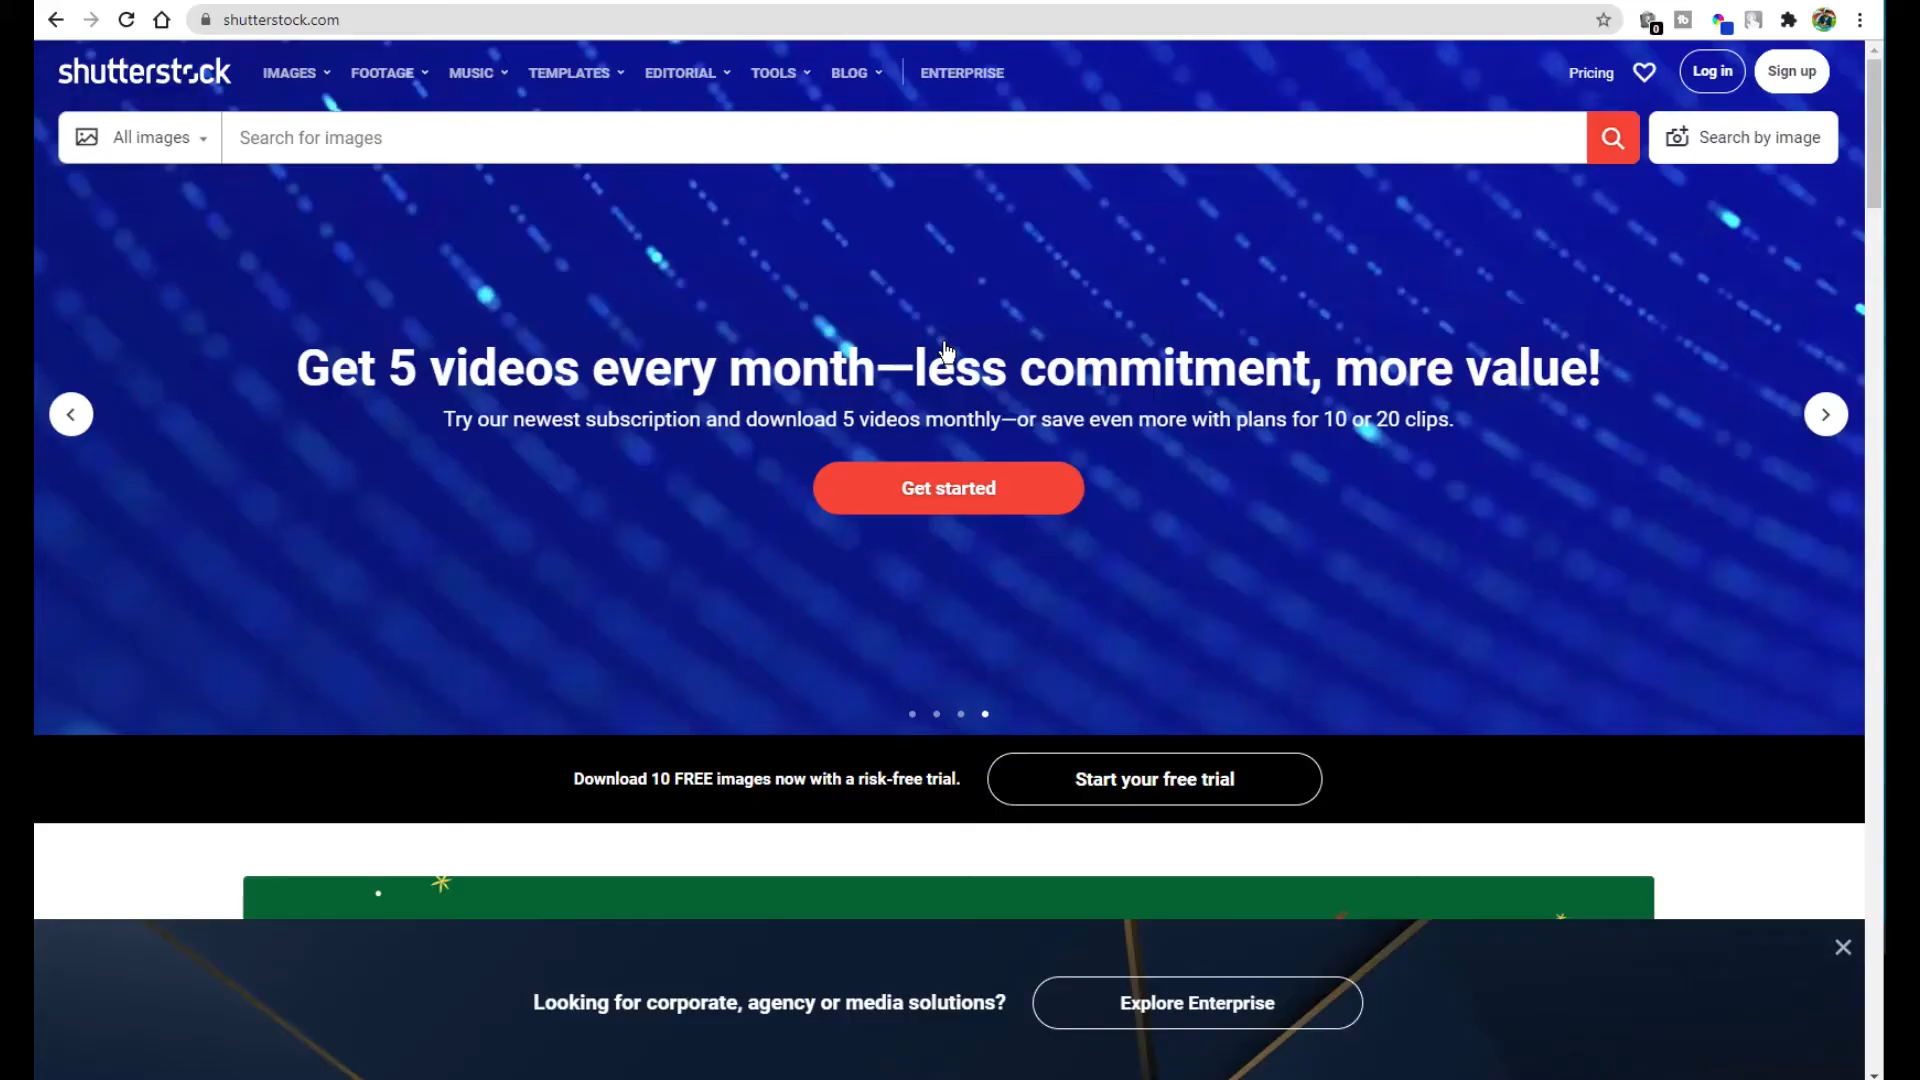 shutterstock.com
0
shutterstock
IMAGES
FOOTAGE
MUSIC
TEMPLATES
EDITORIAL
TOOLS
BLOG
ENTERPRISE
Pricing
Log in
Sign up
All images
Search for images
Search by image
Get 5 videos every month—less commitment, more value!
Try our newest subscription and download 5 videos monthly—or save even more with plans for 10 or 20 clips.
Get started
Download 10 FREE images now with a risk-free trial.
Start your free trial
Looking for corporate, agency or media solutions?
Explore Enterprise